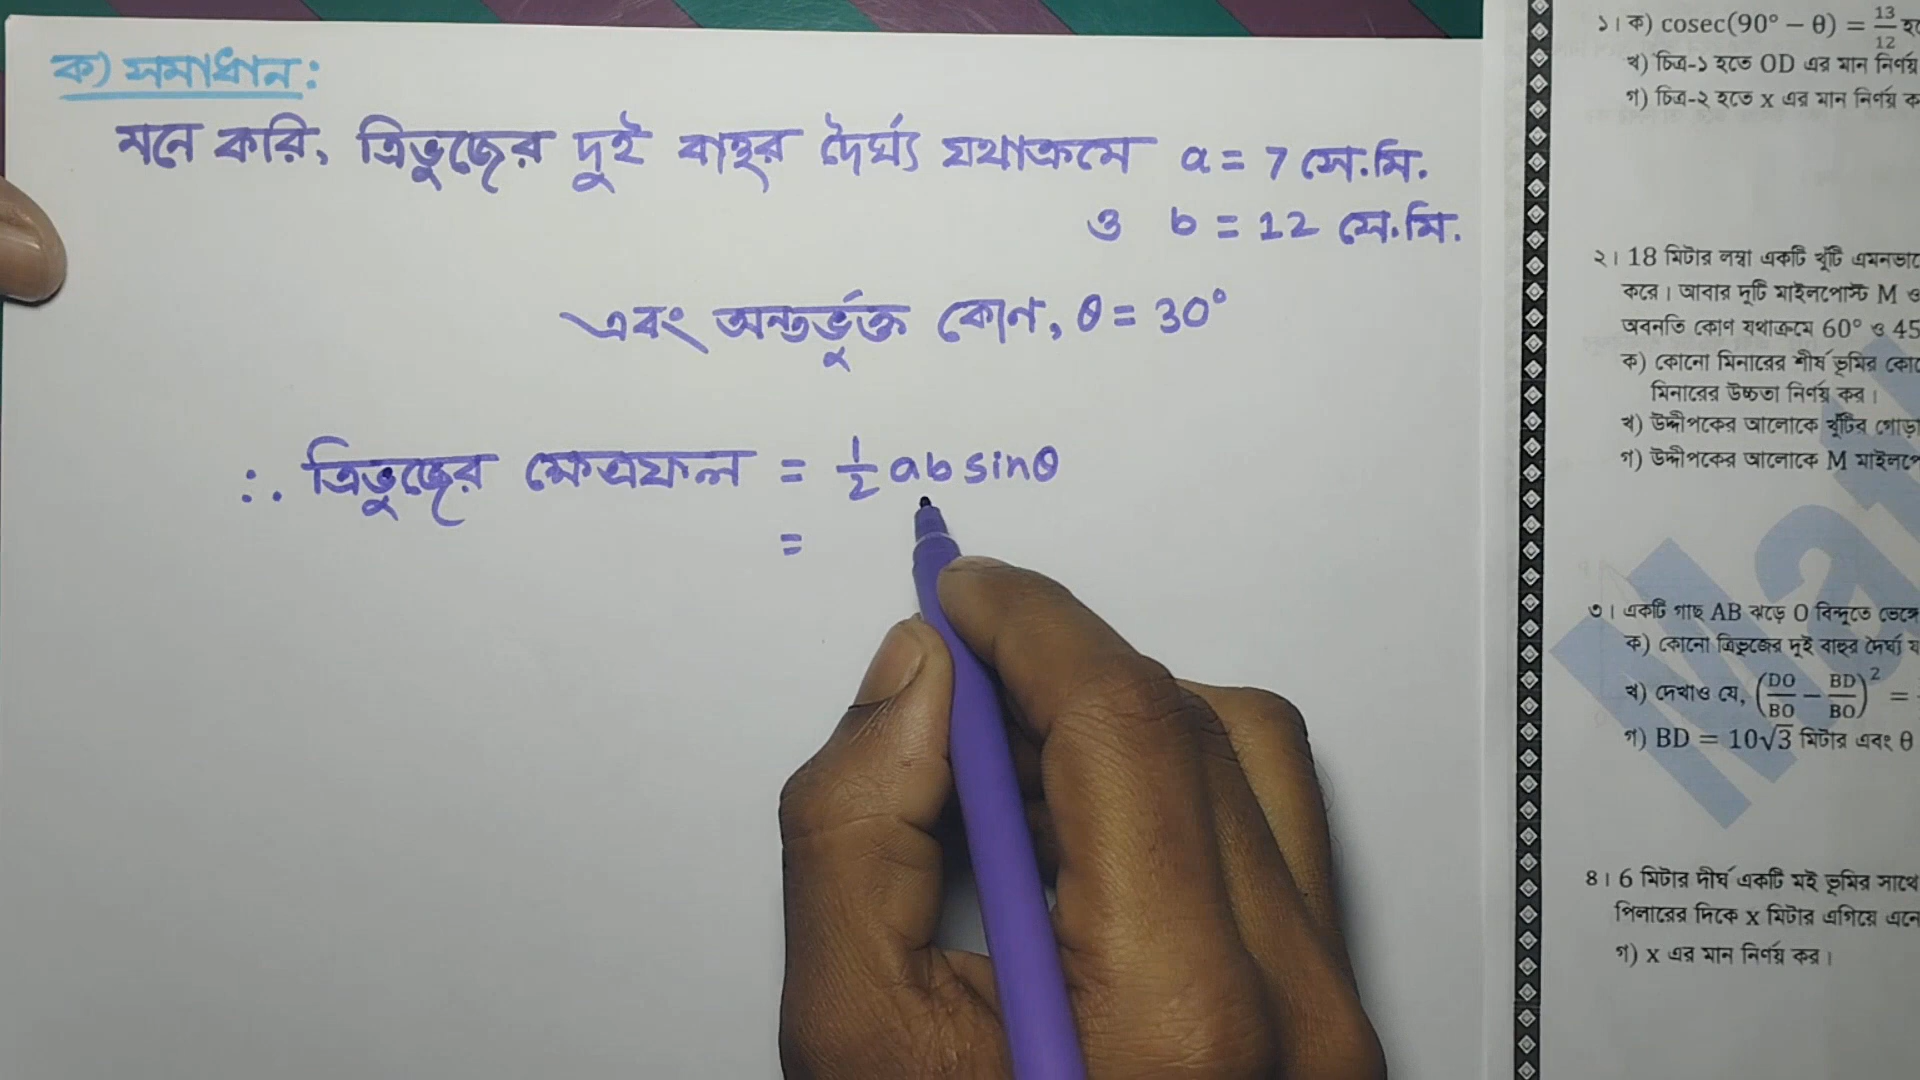 ক) সমাধান:
মনে করি, ত্রিভুজের দুই বাহুর দৈর্ঘ্য যথাক্রমে a = 7 সে.মি.
ও b = 12 সে.মি.
এবং অন্তর্ভুক্ত কোণ, θ = 30°
∴ ত্রিভুজের ক্ষেত্রফল = 1/2 ab sinθ
=
১। ক) cosec(90° − θ) = 13/12
খ) চিত্র-১ হতে OD এর মান নির্ণয়
গ) চিত্র-২ হতে x এর মান নির্ণয়
২। 18 মিটার লম্বা একটি খুঁটি
করে। আবার দুটি মাইলপোস্ট M ও
অবনতি কোণ যথাক্রমে 60° ও 45
ক) কোনো মিনারের শীর্ষ ভূমির
মিনারের উচ্চতা নির্ণয় কর।
খ) উদ্দীপকের আলোকে খুঁটির
গ) উদ্দীপকের আলোকে M
৩। একটি গাছ AB ঝড়ে O বিন্দুতে ভেঙ্গে
ক) কোনো ত্রিভুজের দুই বাহুর দৈর্ঘ্য
খ) দেখাও যে, (DO/BO − BD/BO)² =
গ) BD = 10√3 মিটার এবং θ
৪। 6 মিটার দীর্ঘ একটি মই ভূমির সাথে
পিলারের দিকে x মিটার এগিয়ে এনে
গ) x এর মান নির্ণয় কর।